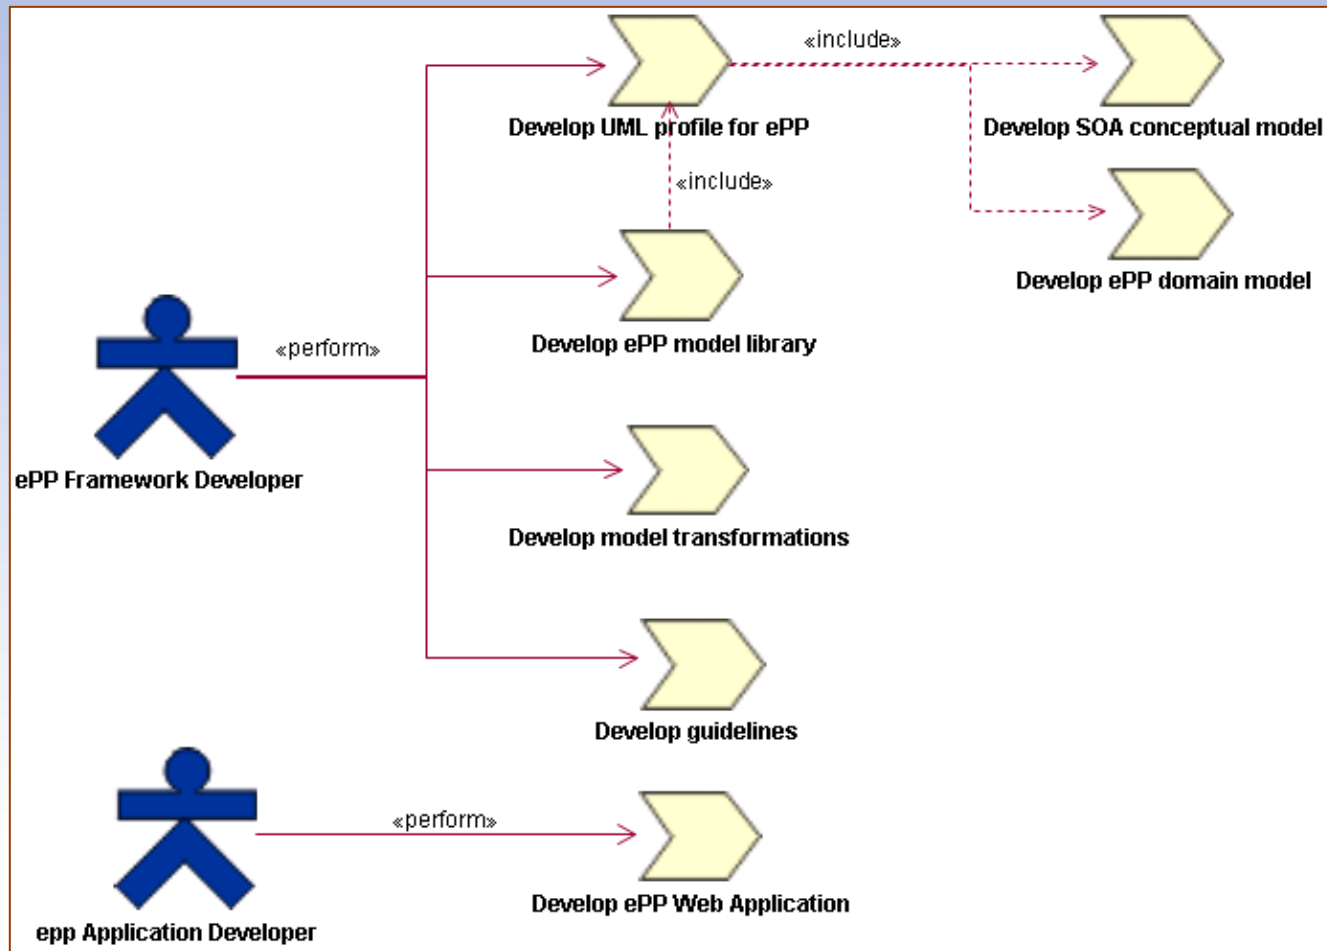 «include»
Develop UML profile for ePP
Develop SOA conceptual model
«include»
Develop ePP domain model
Develop ePP model library
«perform»
ePP Framework Developer
Develop model transformations
Develop guidelines
«perform»
Develop ePP Web Application
epp Application Developer